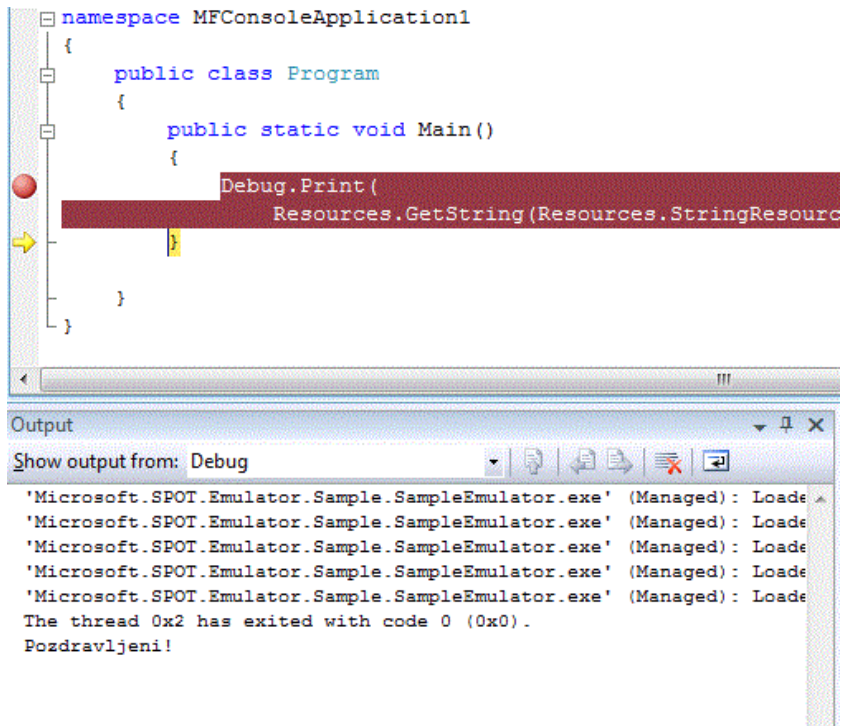 namespace MFConsoleApplication1
{
public class Program
{
public static void Main()
{
Debug.Print(
Resources.GetString(Resources.StringResourc
}
}
}
Output
Show output from: Debug
'Microsoft.SPOT.Emulator.Sample.SampleEmulator.exe' (Managed): Loade
'Microsoft.SPOT.Emulator.Sample.SampleEmulator.exe' (Managed): Loade
'Microsoft.SPOT.Emulator.Sample.SampleEmulator.exe' (Managed): Loade
'Microsoft.SPOT.Emulator.Sample.SampleEmulator.exe' (Managed): Loade
'Microsoft.SPOT.Emulator.Sample.SampleEmulator.exe' (Managed): Loade
The thread 0x2 has exited with code 0 (0x0).
Pozdravljeni!